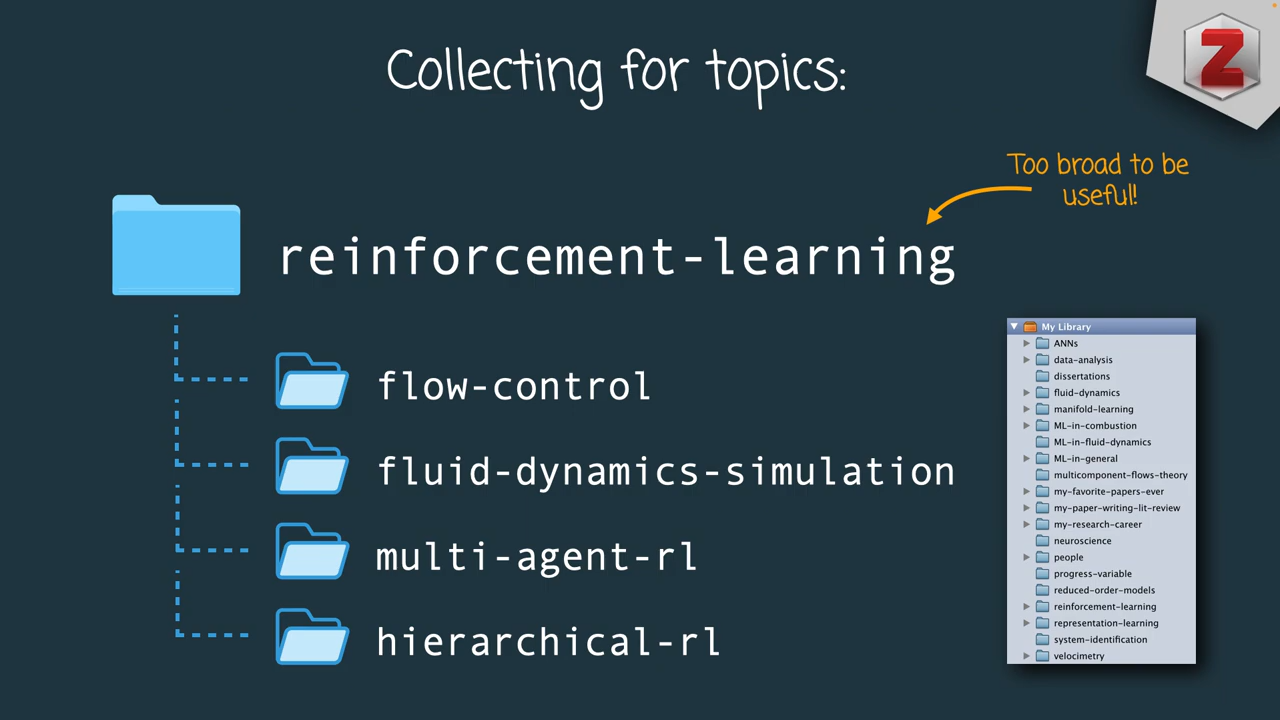 Collecting for topics:
Z
Too broad to be
useful!
reinforcement-learning
flow-control
fluid-dynamics-simulation
multi-agent-rl
hierarchical-rl
My Library
ANNs
data-analysis
dissertations
fluid-dynamics
manifold-learning
ML-in-combustion
ML-in-fluid-dynamics
ML-in-general
multicomponent-flows-theory
my-favorite-papers-ever
my-paper-writing-lit-review
my-research-career
neuroscience
people
progress-variable
reduced-order-models
reinforcement-learning
representation-learning
system-identification
velocimetry